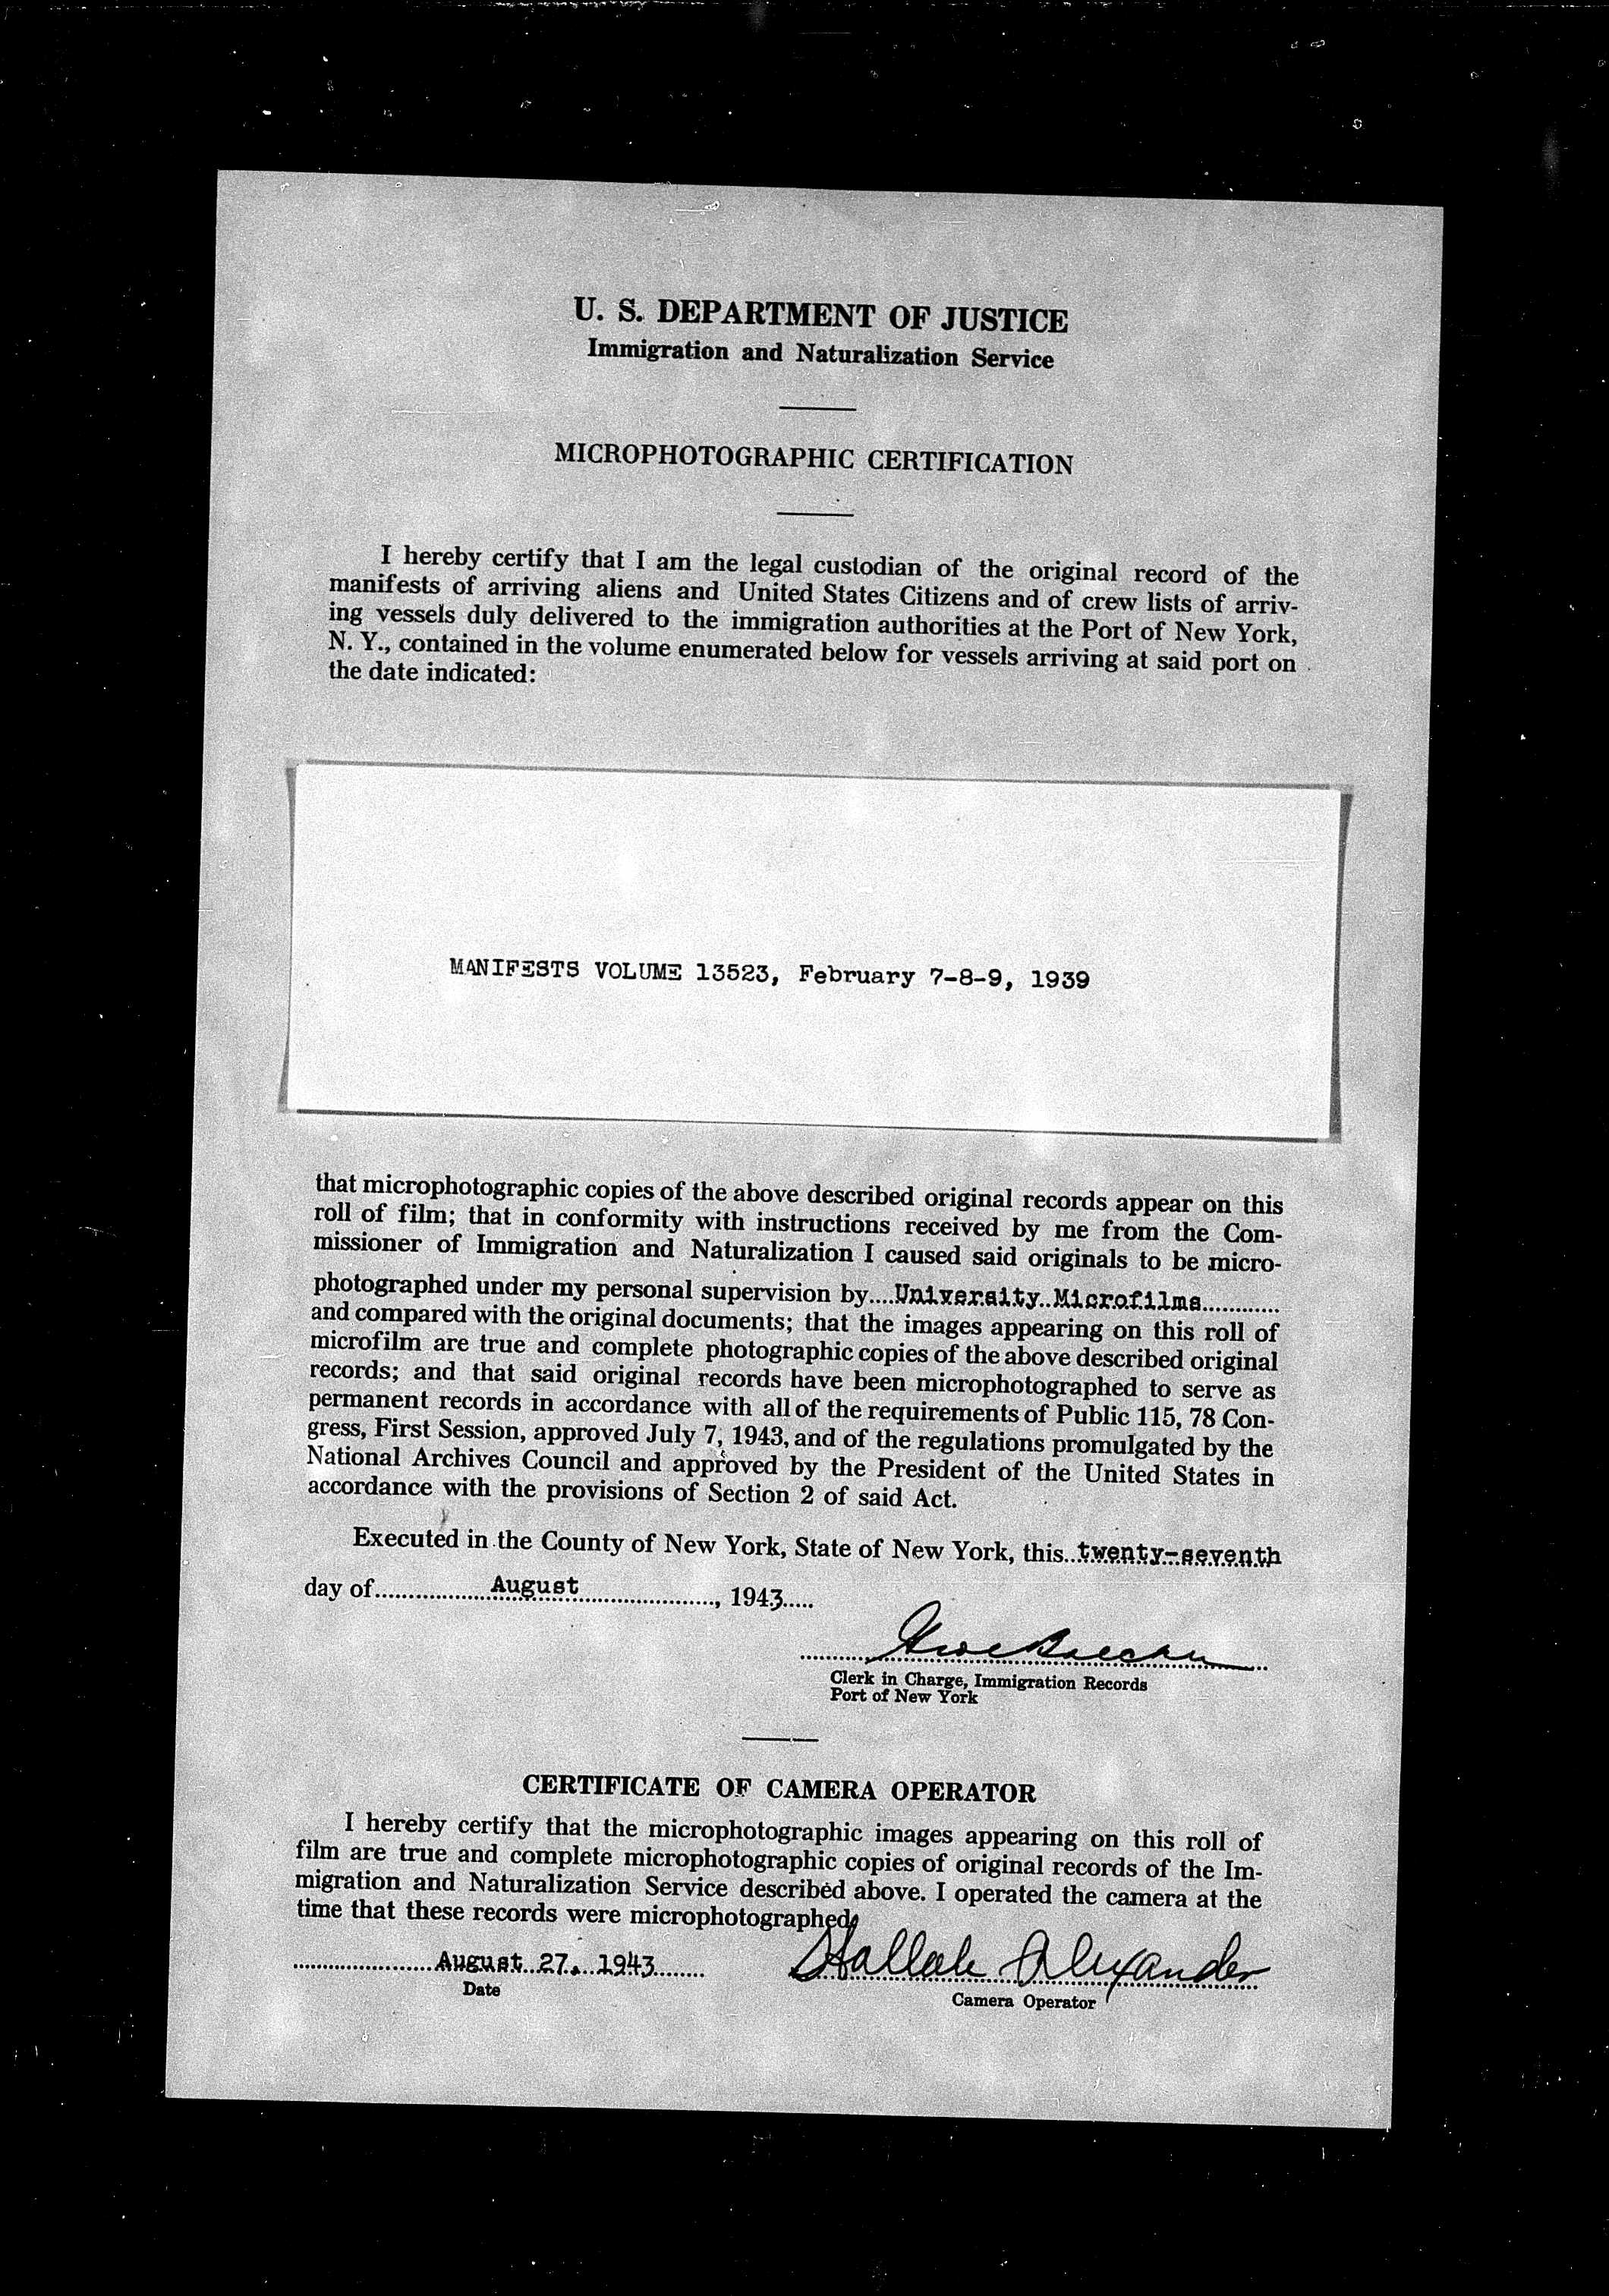 U. S. DEPARTMENT OF JUSTICE
Immigration and Naturalization Service
MICROPHOTOGRAPHIC CERTIFICATION
I hereby certify that I am the legal custodian of the original record of the
manifests of arriving aliens and United States Citizens and of crew lists of arriv-
ing vessels duly delivered to the immigration authorities at the Port of New York,
N. Y., contained in the volume enumerated below for vessels arriving at said port on
the date indicated:
MANIFESTS VOLUME 13523, February 7-8-9, 1939
that microphotographic copies of the above described original records appear on this
roll of film; that in conformity with instructions received by me from the Com-
missioner of Immigration and Naturalization I caused said originals to be micro-
photographed under my personal supervision by....University Microfilms............
and compared with the original documents; that the images appearing on this roll of
microfilm are true and complete photographic copies of the above described original
records; and that said original records have been microphotographed to serve as
permanent records in accordance with all of the requirements of Public 115, 78 Con-
gress, First Session, approved July 7, 1943, and of the regulations promulgated by the
National Archives Council and approved by the President of the United States in
accordance with the provisions of Section 2 of said Act.
Executed in the County of New York, State of New York, this..twenty-seventh
day of................August........................, 1943.....
Clerk in Charge, Immigration Records
Port of New York
CERTIFICATE OF CAMERA OPERATOR
I hereby certify that the microphotographic images appearing on this roll of
film are true and complete microphotographic copies of original records of the Im-
migration and Naturalization Service described above. I operated the camera at the
time that these records were microphotographed.
August 27, 1943 Alexander
Date
Camera Operator